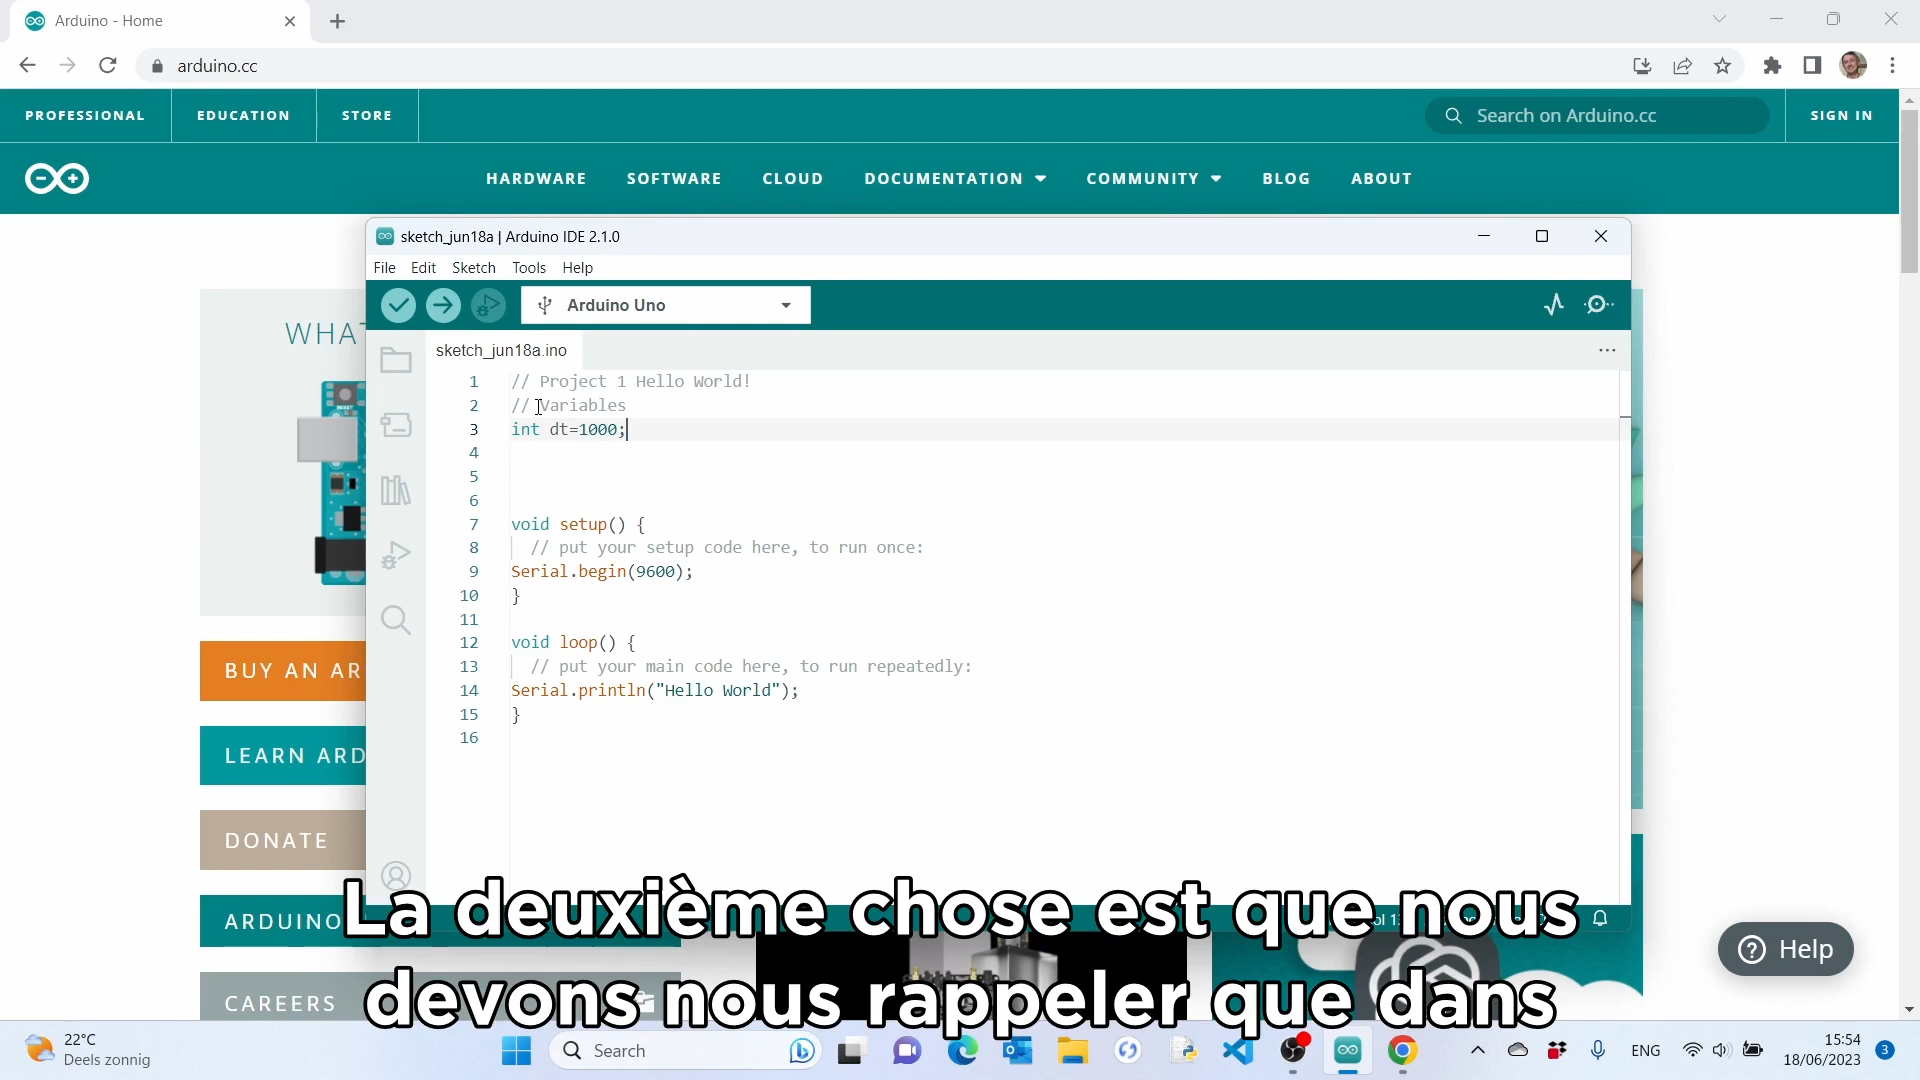 Arduino - Home
arduino.cc
PROFESSIONAL
EDUCATION
STORE
Search on Arduino.cc
SIGN IN
HARDWARE
SOFTWARE
CLOUD
DOCUMENTATION
COMMUNITY
BLOG
ABOUT
sketch_jun18a | Arduino IDE 2.1.0
File
Edit
Sketch
Tools
Help
Arduino Uno
sketch_jun18a.ino
WHAT
BUY AN AR
LEARN ARD
DONATE
ARDUINO
CAREERS
1 // Project 1 Hello World!
2 // Variables
3 int dt=1000;
4
5
6
7 void setup() {
8 // put your setup code here, to run once:
9 Serial.begin(9600);
10 }
11
12 void loop() {
13 // put your main code here, to run repeatedly:
14 Serial.println("Hello World");
15 }
16
La deuxième chose est que nous
devons nous rappeler que dans
Help
22°C
Deels zonnig
Search
ENG
15:54
18/06/2023
3